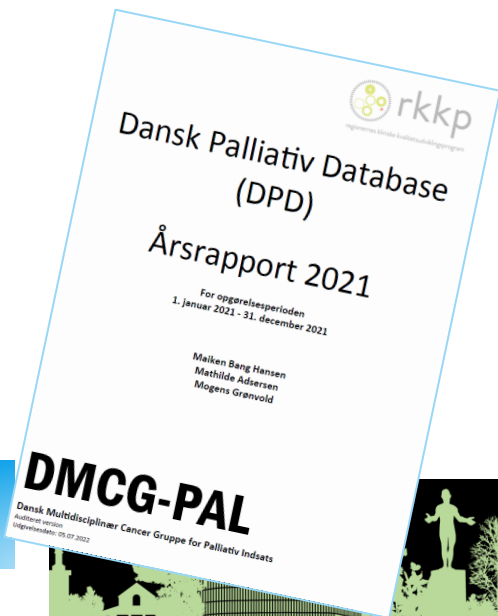 rkkp
regionernes kliniske kvalitetsudviklingsprogram
Dansk Palliativ Database
(DPD)
Årsrapport 2021
For opgørelsesperioden
1. januar 2021 - 31. december 2021
Maiken Bang Hansen
Mathilde Adsersen
Mogens Grønvold
DMCG-PAL
Dansk Multidisciplinær Cancer Gruppe for Palliativ Indsats
Auditeret version
Udgivelsesdato: 05.07.2022